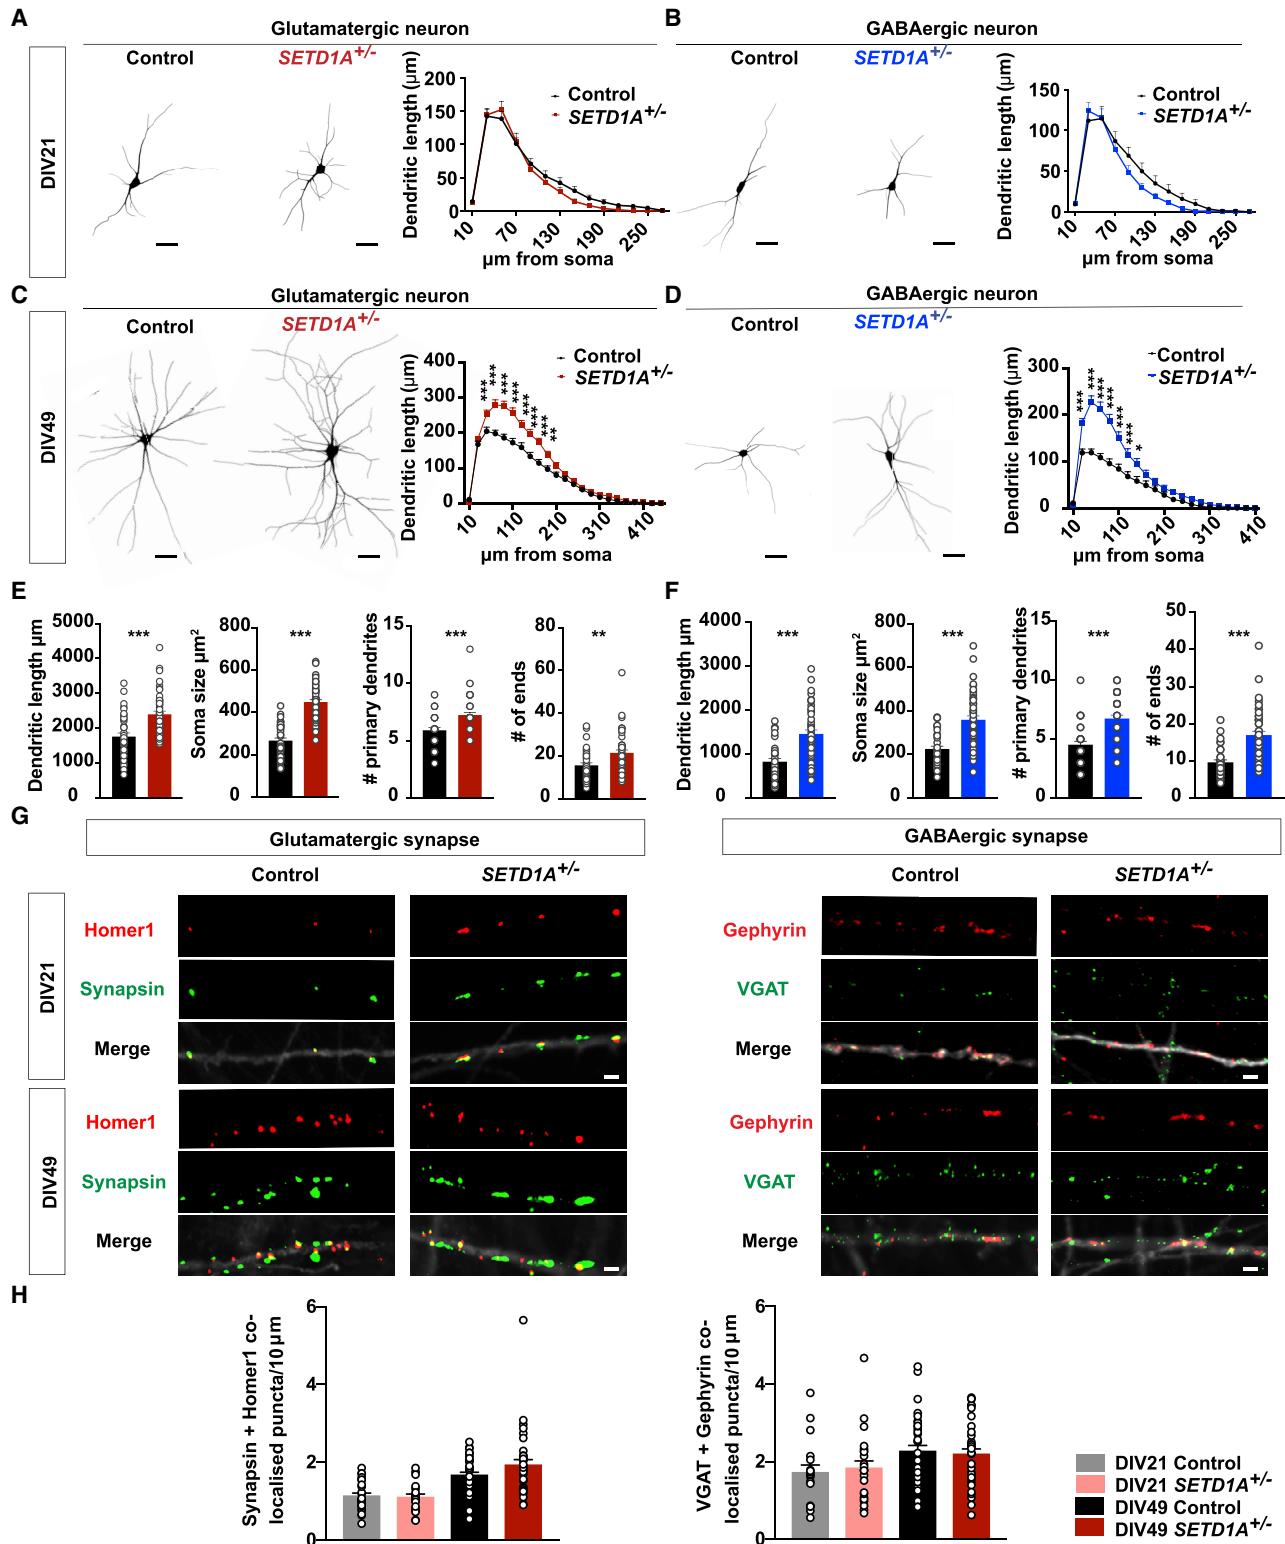 A
Glutamatergic neuron
B
GABAergic neuron
DIV21
Control
SETD1A+/-
Dendritic length (µm)
200
150
100
50
0
10
70
130
190
250
µm from soma
Control
SETD1A+/-
Control
SETD1A+/-
Dendritic length (µm)
150
100
50
0
10
70
130
190
250
µm from soma
Control
SETD1A+/-
C
Glutamatergic neuron
D
GABAergic neuron
DIV49
Control
SETD1A+/-
Dendritic length (µm)
400
300
200
100
0
10
110
210
310
410
µm from soma
Control
SETD1A+/-
***
***
***
***
***
***
***
**
Control
SETD1A+/-
Dendritic length (µm)
300
200
100
0
10
110
210
310
410
µm from soma
Control
SETD1A+/-
***
***
***
***
***
***
*
E
Dendritic length µm
5000
4000
3000
2000
1000
0
***
Soma size µm2
800
600
400
200
0
***
# primary dendrites
15
10
5
0
***
# of ends
80
60
40
20
0
**
F
Dendritic length µm
4000
3000
2000
1000
0
***
Soma size µm2
800
600
400
200
0
***
# primary dendrites
15
10
5
0
***
# of ends
50
40
30
20
10
0
***
G
Glutamatergic synapse
GABAergic synapse
Control
SETD1A+/-
Control
SETD1A+/-
DIV21
Homer1
Synapsin
Merge
Gephyrin
VGAT
Merge
DIV49
Homer1
Synapsin
Merge
Gephyrin
VGAT
Merge
H
Synapsin + Homer1 co-
localised puncta/10 µm
6
4
2
0
VGAT + Gephyrin co-
localised puncta/10 µm
6
4
2
0
DIV21 Control
DIV21 SETD1A+/-
DIV49 Control
DIV49 SETD1A+/-